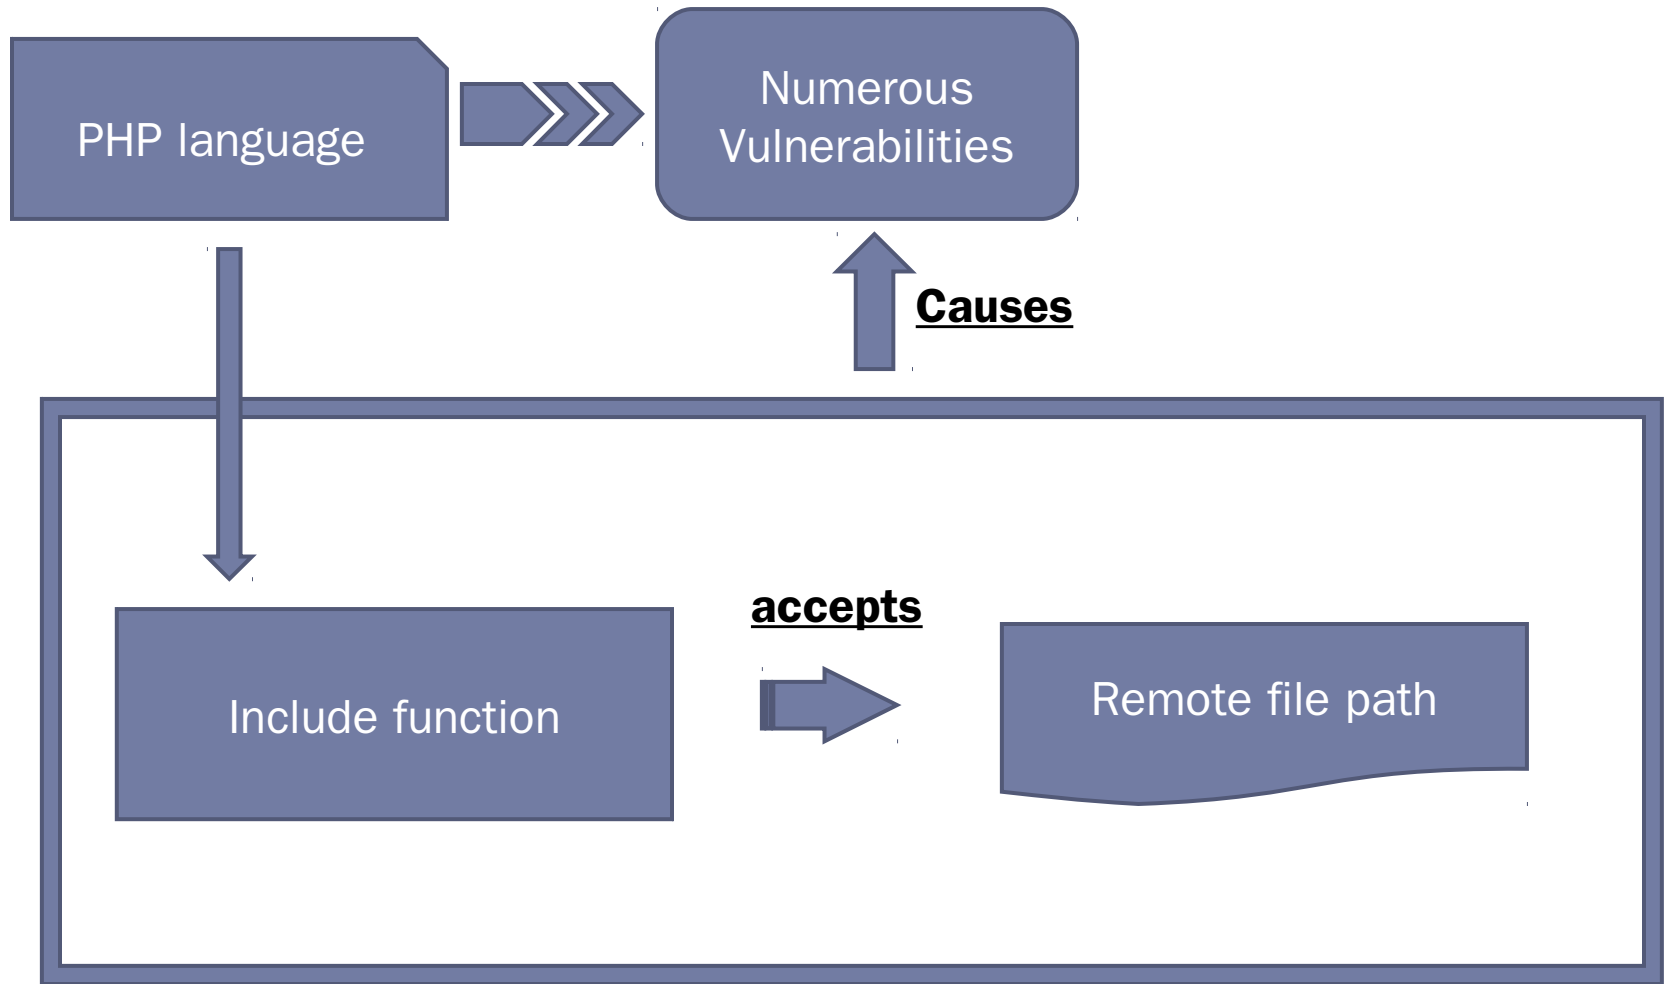 PHP language
Numerous
Vulnerabilities
Causes
accepts
Include function
Remote file path